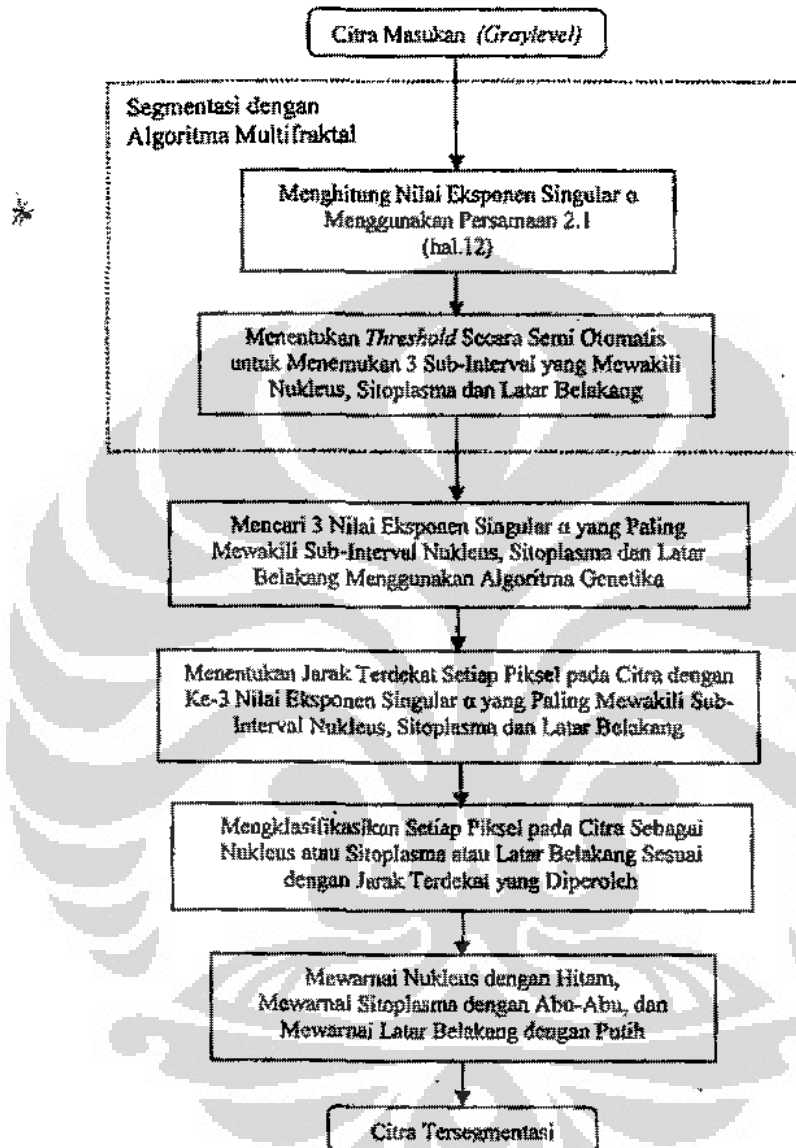 Citra Masukan (Graylevel)
Segmentasi dengan
Algoritma Multifraktal
Menghitung Nilai Eksponen Singular α
Menggunakan Persamaan 2.1
(hal.12)
Menentukan Threshold Secara Semi Otomatis
untuk Menemukan 3 Sub-Interval yang Mewakili
Nukleus, Sitoplasma dan Latar Belakang
Mencari 3 Nilai Eksponen Singular α yang Paling
Mewakili Sub-Interval Nukleus, Sitoplasma dan Latar
Belakang Menggunakan Algoritma Genetika
Menentukan Jarak Terdekat Setiap Piksel pada Citra dengan
Ke-3 Nilai Eksponen Singular α yang Paling Mewakili Sub-
Interval Nukleus, Sitoplasma dan Latar Belakang
Mengklasifikasikan Setiap Piksel pada Citra Sebagai
Nukleus atau Sitoplasma atau Latar Belakang Sesuai
dengan Jarak Terdekat yang Diperoleh
Mewarnai Nukleus dengan Hitam,
Mewarnai Sitoplasma dengan Abu-Abu, dan
Mewarnai Latar Belakang dengan Putih
Citra Tersegmentasi